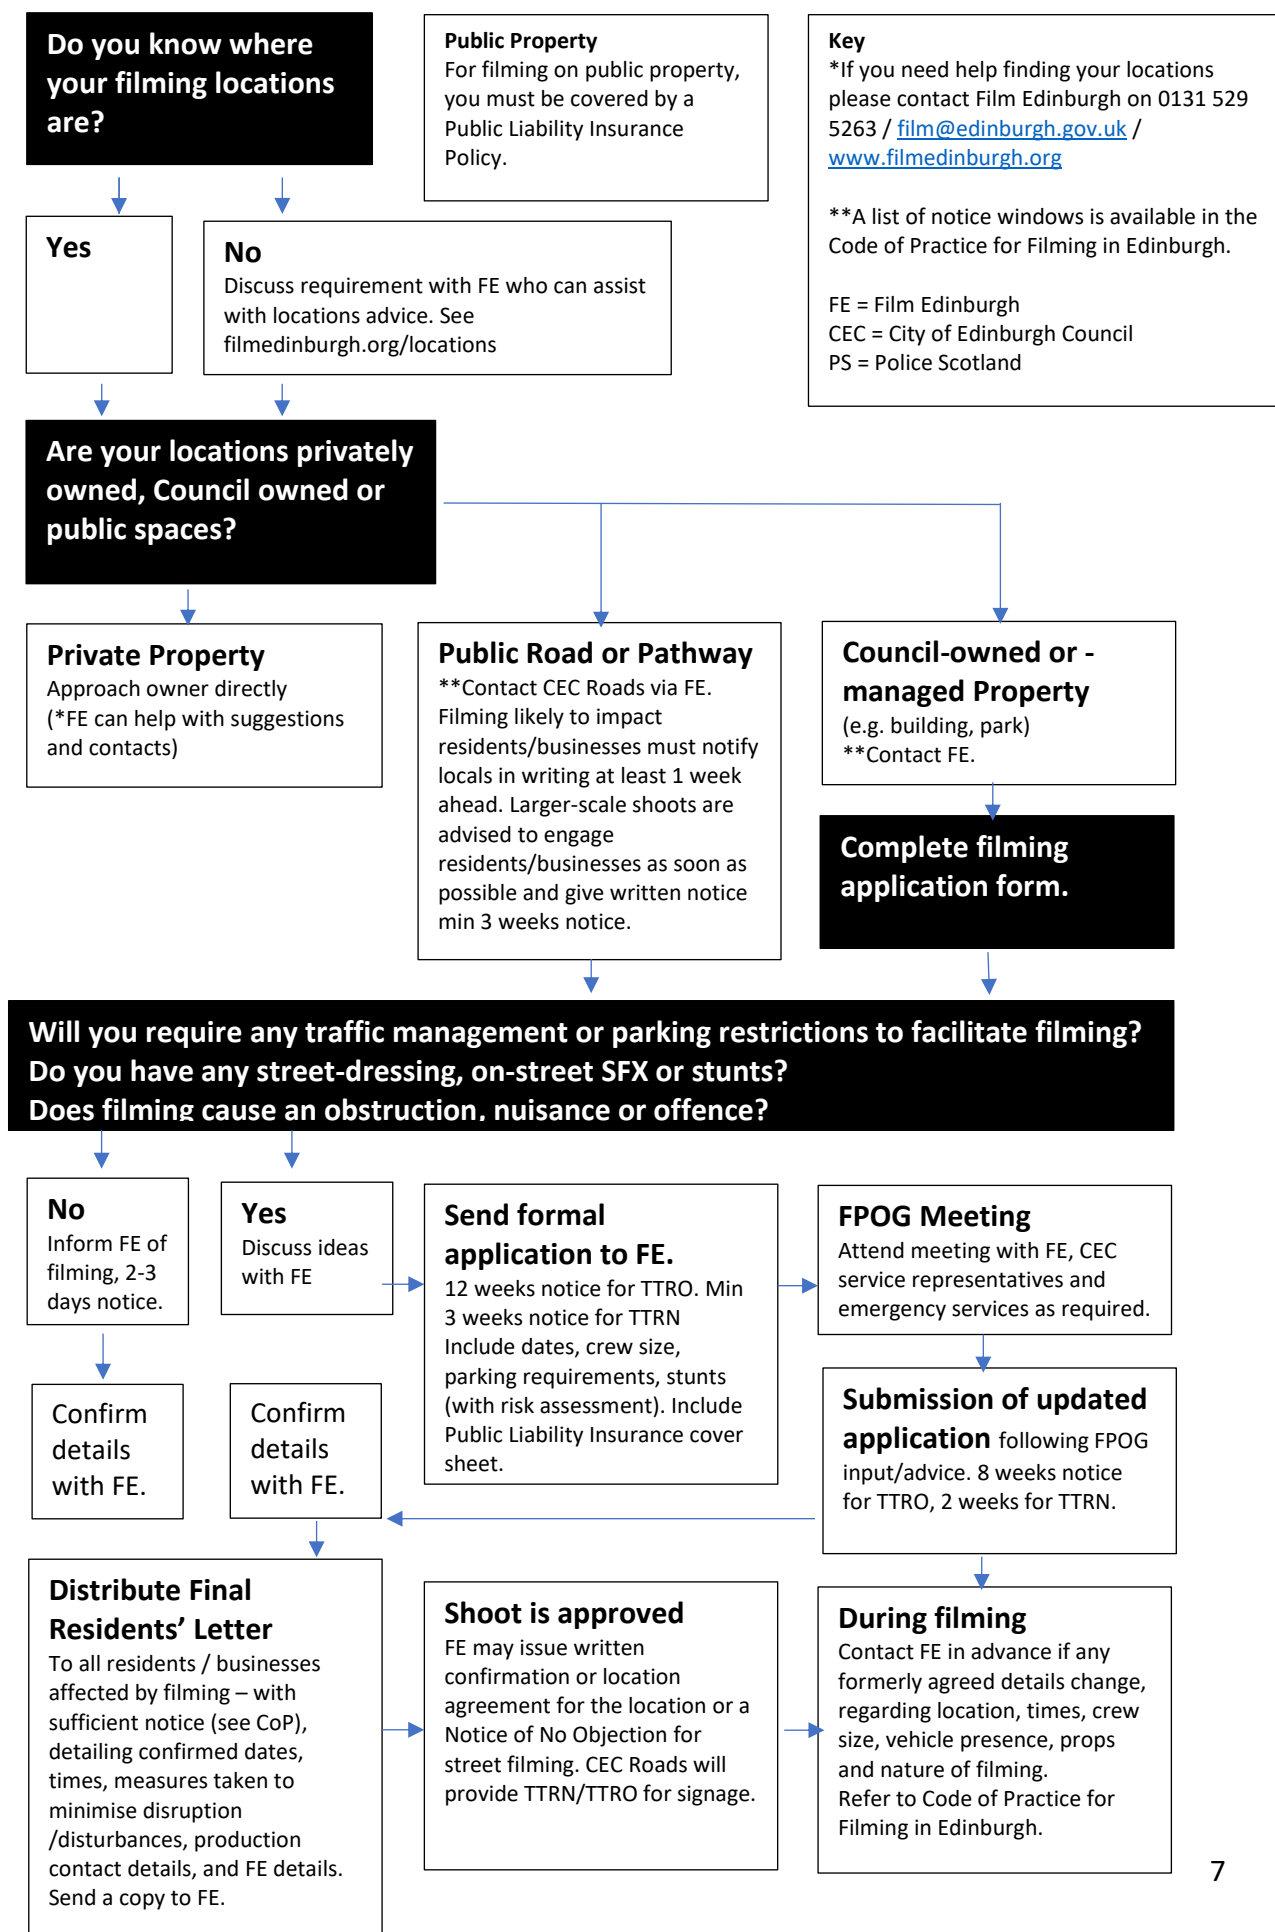 Do you know where
your filming locations
are?
Public Property
For filming on public property,
you must be covered by a
Public Liability Insurance
Policy.
Key
*If you need help finding your locations
please contact Film Edinburgh on 0131 529
5263 / film@edinburgh.gov.uk /
www.filmedinburgh.org
**A list of notice windows is available in the
Code of Practice for Filming in Edinburgh.
FE = Film Edinburgh
CEC = City of Edinburgh Council
PS = Police Scotland
Yes
No
Discuss requirement with FE who can assist
with locations advice. See
filmedinburgh.org/locations
Are your locations privately
owned, Council owned or
public spaces?
Private Property
Approach owner directly
(*FE can help with suggestions
and contacts)
Public Road or Pathway
**Contact CEC Roads via FE.
Filming likely to impact
residents/businesses must notify
locals in writing at least 1 week
ahead. Larger-scale shoots are
advised to engage
residents/businesses as soon as
possible and give written notice
min 3 weeks notice.
Council-owned or -
managed Property
(e.g. building, park)
**Contact FE.
Complete filming
application form.
Will you require any traffic management or parking restrictions to facilitate filming?
Do you have any street-dressing, on-street SFX or stunts?
Does filming cause an obstruction, nuisance or offence?
No
Inform FE of
filming, 2-3
days notice.
Yes
Discuss ideas
with FE
Send formal
application to FE.
12 weeks notice for TTRO. Min
3 weeks notice for TTRN
Include dates, crew size,
parking requirements, stunts
(with risk assessment). Include
Public Liability Insurance cover
sheet.
FPOG Meeting
Attend meeting with FE, CEC
service representatives and
emergency services as required.
Confirm
details
with FE.
Confirm
details
with FE.
Submission of updated
application following FPOG
input/advice. 8 weeks notice
for TTRO, 2 weeks for TTRN.
Distribute Final
Residents’ Letter
To all residents / businesses
affected by filming – with
sufficient notice (see CoP),
detailing confirmed dates,
times, measures taken to
minimise disruption
/disturbances, production
contact details, and FE details.
Send a copy to FE.
Shoot is approved
FE may issue written
confirmation or location
agreement for the location or a
Notice of No Objection for
street filming. CEC Roads will
provide TTRN/TTRO for signage.
During filming
Contact FE in advance if any
formerly agreed details change,
regarding location, times, crew
size, vehicle presence, props
and nature of filming.
Refer to Code of Practice for
Filming in Edinburgh.
7